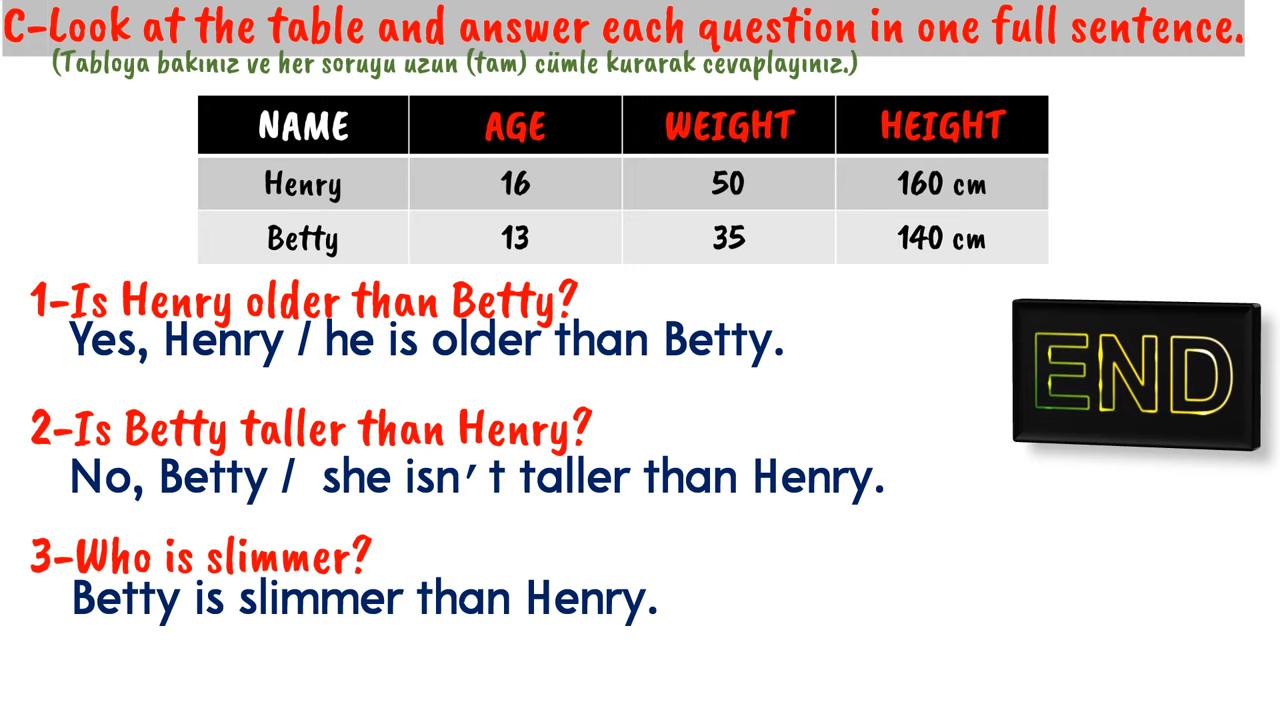 C-Look at the table and answer each question in one full sentence.
(Tabloya bakınız ve her soruyu uzun (tam) cümle kurarak cevaplayınız.)
NAME AGE WEIGHT HEIGHT
Henry 16 50 160 cm
Betty 13 35 140 cm
1-Is Henry older than Betty?
Yes, Henry / he is older than Betty.
END
2-Is Betty taller than Henry?
No, Betty / she isn't taller than Henry.
3-Who is slimmer?
Betty is slimmer than Henry.